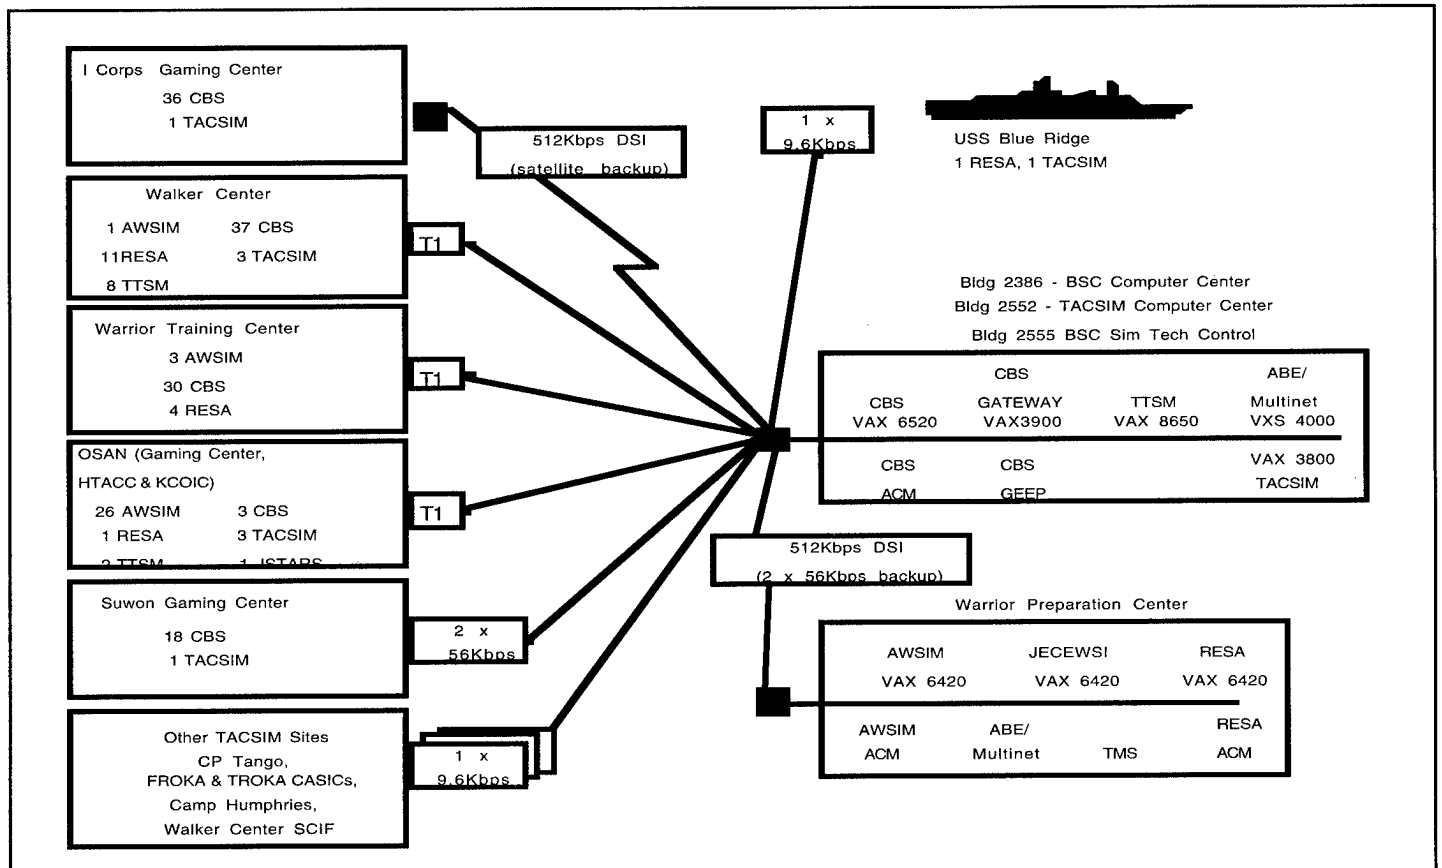 I Corps Gaming Center
36 CBS
1 TACSIM
512Kbps DSI
(satellite backup)
1 x
9.6Kbps
USS Blue Ridge
1 RESA, 1 TACSIM
Walker Center
1 AWSIM 37 CBS
11RESA 3 TACSIM
8 TTSM
T1
Warrior Training Center
3 AWSIM
30 CBS
4 RESA
T1
OSAN (Gaming Center,
HTACC & KCOIC)
26 AWSIM 3 CBS
1 RESA 3 TACSIM
2 TTSM 1 JSTARS
T1
Suwon Gaming Center
18 CBS
1 TACSIM
2 x
56Kbps
Other TACSIM Sites
CP Tango,
FROKA & TROKA CASICs,
Camp Humphries,
Walker Center SCIF
1 x
9.6Kbps
Bldg 2386 - BSC Computer Center
Bldg 2552 - TACSIM Computer Center
Bldg 2555 BSC Sim Tech Control
CBS ABE/
CBS GATEWAY TTSM Multinet
VAX 6520 VAX3900 VAX 8650 VXS 4000
CBS CBS VAX 3800
ACM GEEP TACSIM
512Kbps DSI
(2 x 56Kbps backup)
Warrior Preparation Center
AWSIM JECEWSI RESA
VAX 6420 VAX 6420 VAX 6420
AWSIM ABE/ RESA
ACM Multinet TMS ACM